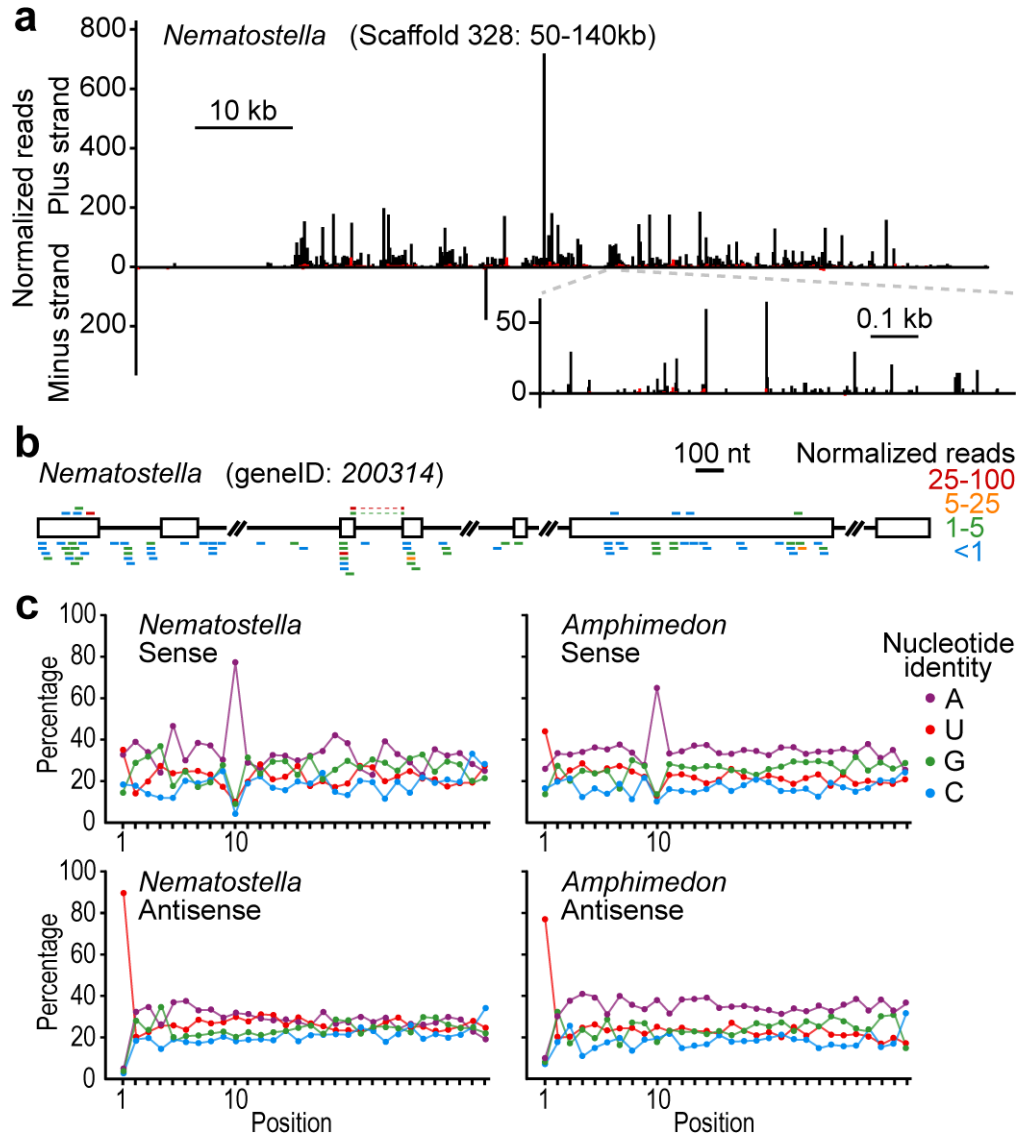 a
Nematostella (Scaffold 328: 50-140kb)
Normalized reads
Minus strand Plus strand
800
600
400
200
0
200
10 kb
50
0
0.1 kb
b
Nematostella (geneID: 200314)
100 nt
Normalized reads
25-100
5-25
1-5
<1
c
Percentage
100
80
60
40
20
0
1
10
Nematostella
Sense
Amphimedon
Sense
1
10
Nucleotide
identity
A
U
G
C
Percentage
100
80
60
40
20
0
1
10
Position
Nematostella
Antisense
Amphimedon
Antisense
1
10
Position